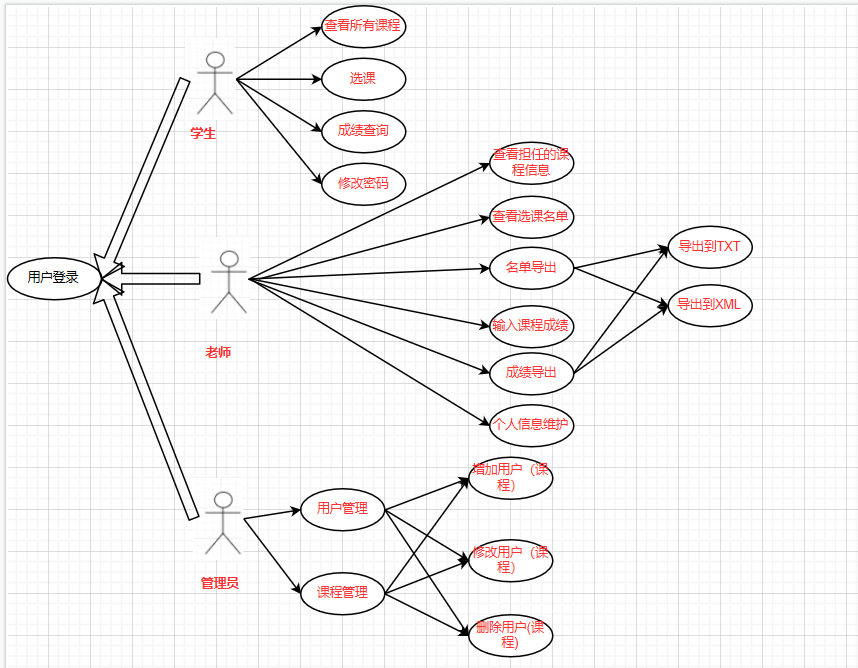 查看所有课程
选课
学生
成绩查询
修改密码
查看担任的课
程信息
查看选课名单
导出到TXT
名单导出
用户登录
导出到XML
输入课程成绩
老师
成绩导出
个人信息维护
增加用户（课
程）
用户管理
修改用户（课
程）
管理员
课程管理
删除用户(课
程)